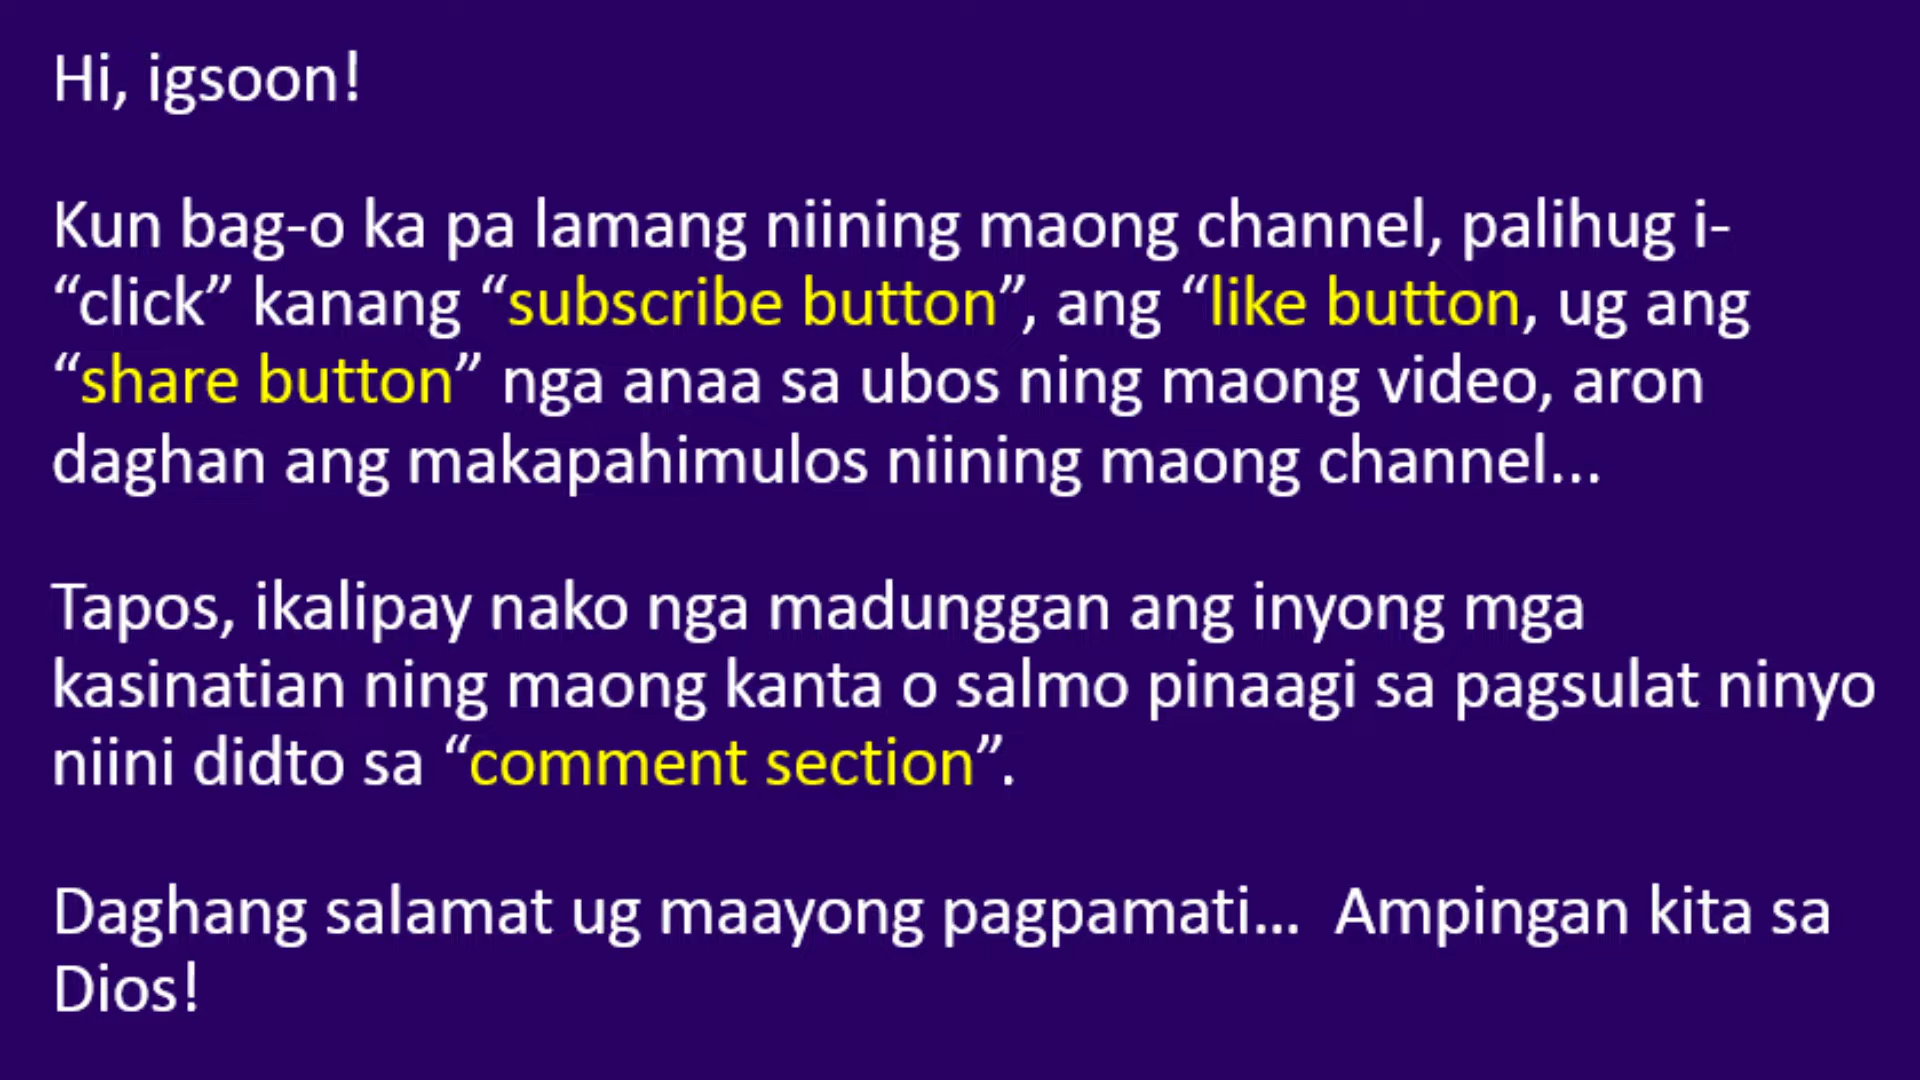 Hi, igsoon!
Kun bag-o ka pa lamang niining maong channel, palihug i-
“click” kanang “subscribe button”, ang “like button, ug ang
“share button” nga anaa sa ubos ning maong video, aron
daghan ang makapahimulos niining maong channel...
Tapos, ikalipay nako nga madunggan ang inyong mga
kasinatian ning maong kanta o salmo pinaagi sa pagsulat ninyo
niini didto sa “comment section”.
Daghang salamat ug maayong pagpamati...  Ampingan kita sa
Dios!